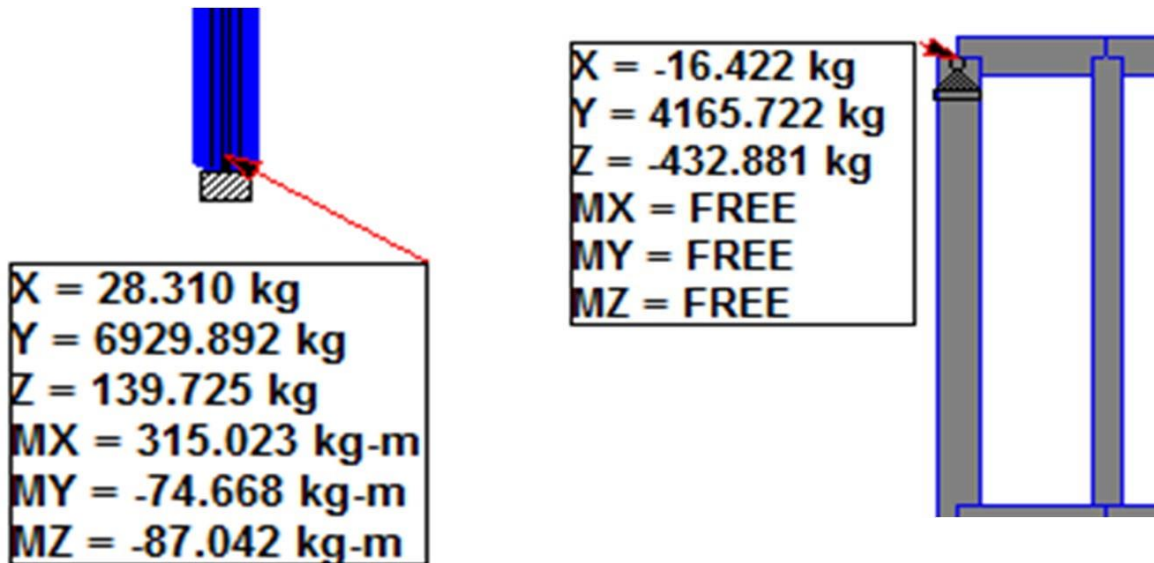 X = 28.310 kg
Y = 6929.892 kg
Z = 139.725 kg
MX = 315.023 kg-m
MY = -74.668 kg-m
MZ = -87.042 kg-m
X = -16.422 kg
Y = 4165.722 kg
Z = -432.881 kg
MX = FREE
MY = FREE
MZ = FREE